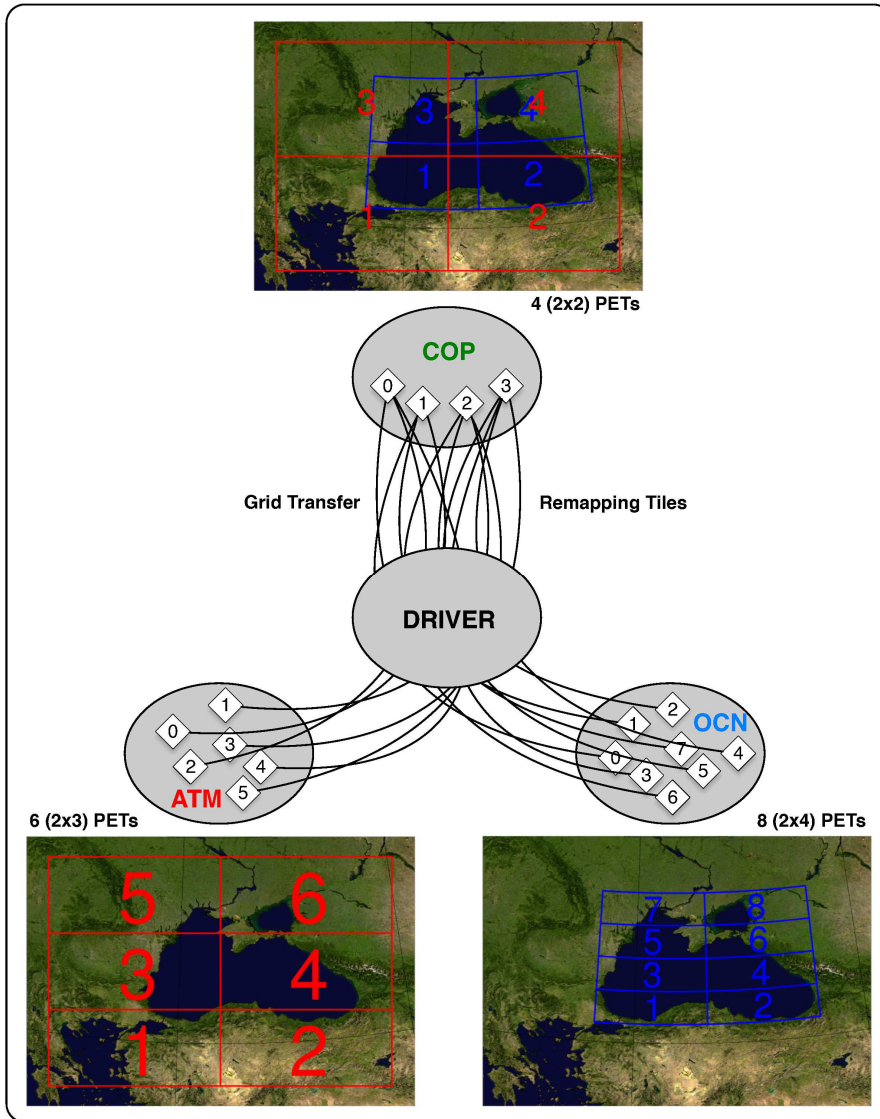 3 3 4 4
1 2
1 2
4 (2x2) PETs
COP
0 1 2 3
Grid Transfer
Remapping Tiles
DRIVER
1
0
3
2
4
5
ATM
2
1
OCN
7
4
0
5
3
6
6 (2x3) PETs
8 (2x4) PETs
5 6
3 4
1 2
7 8
5 6
3 4
1 2